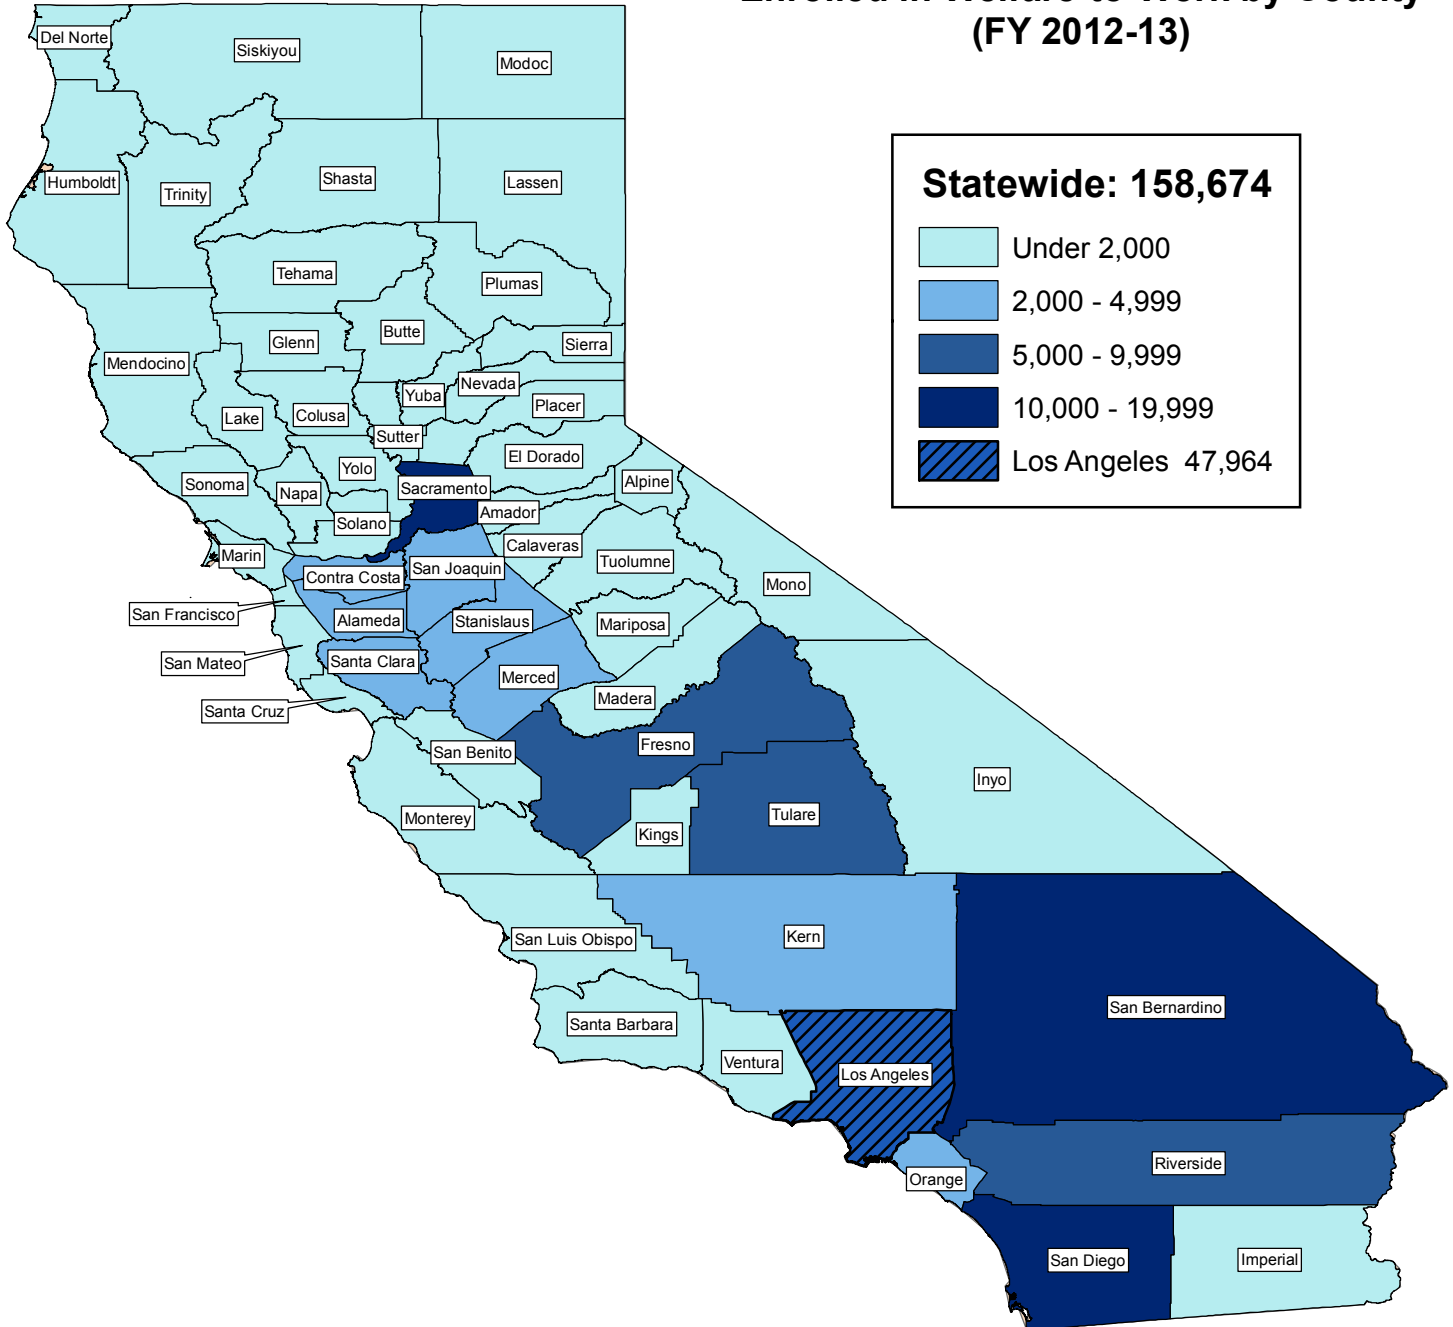 (FY 2012-13)
Statewide: 158,674
Under 2,000
2,000 - 4,999
5,000 - 9,999
10,000 - 19,999
Los Angeles 47,964
Del Norte
Siskiyou
Modoc
Humboldt
Trinity
Shasta
Lassen
Tehama
Plumas
Butte
Glenn
Sierra
Mendocino
Nevada
Yuba
Placer
Lake
Colusa
Sutter
El Dorado
Yolo
Sonoma
Napa
Sacramento
Alpine
Solano
Amador
Marin
Calaveras
Tuolumne
Contra Costa
San Joaquin
Mono
San Francisco
Alameda
Stanislaus
Mariposa
San Mateo
Santa Clara
Merced
Madera
Santa Cruz
Fresno
San Benito
Inyo
Monterey
Kings
Tulare
San Luis Obispo
Kern
San Bernardino
Santa Barbara
Ventura
Los Angeles
Riverside
Orange
San Diego
Imperial